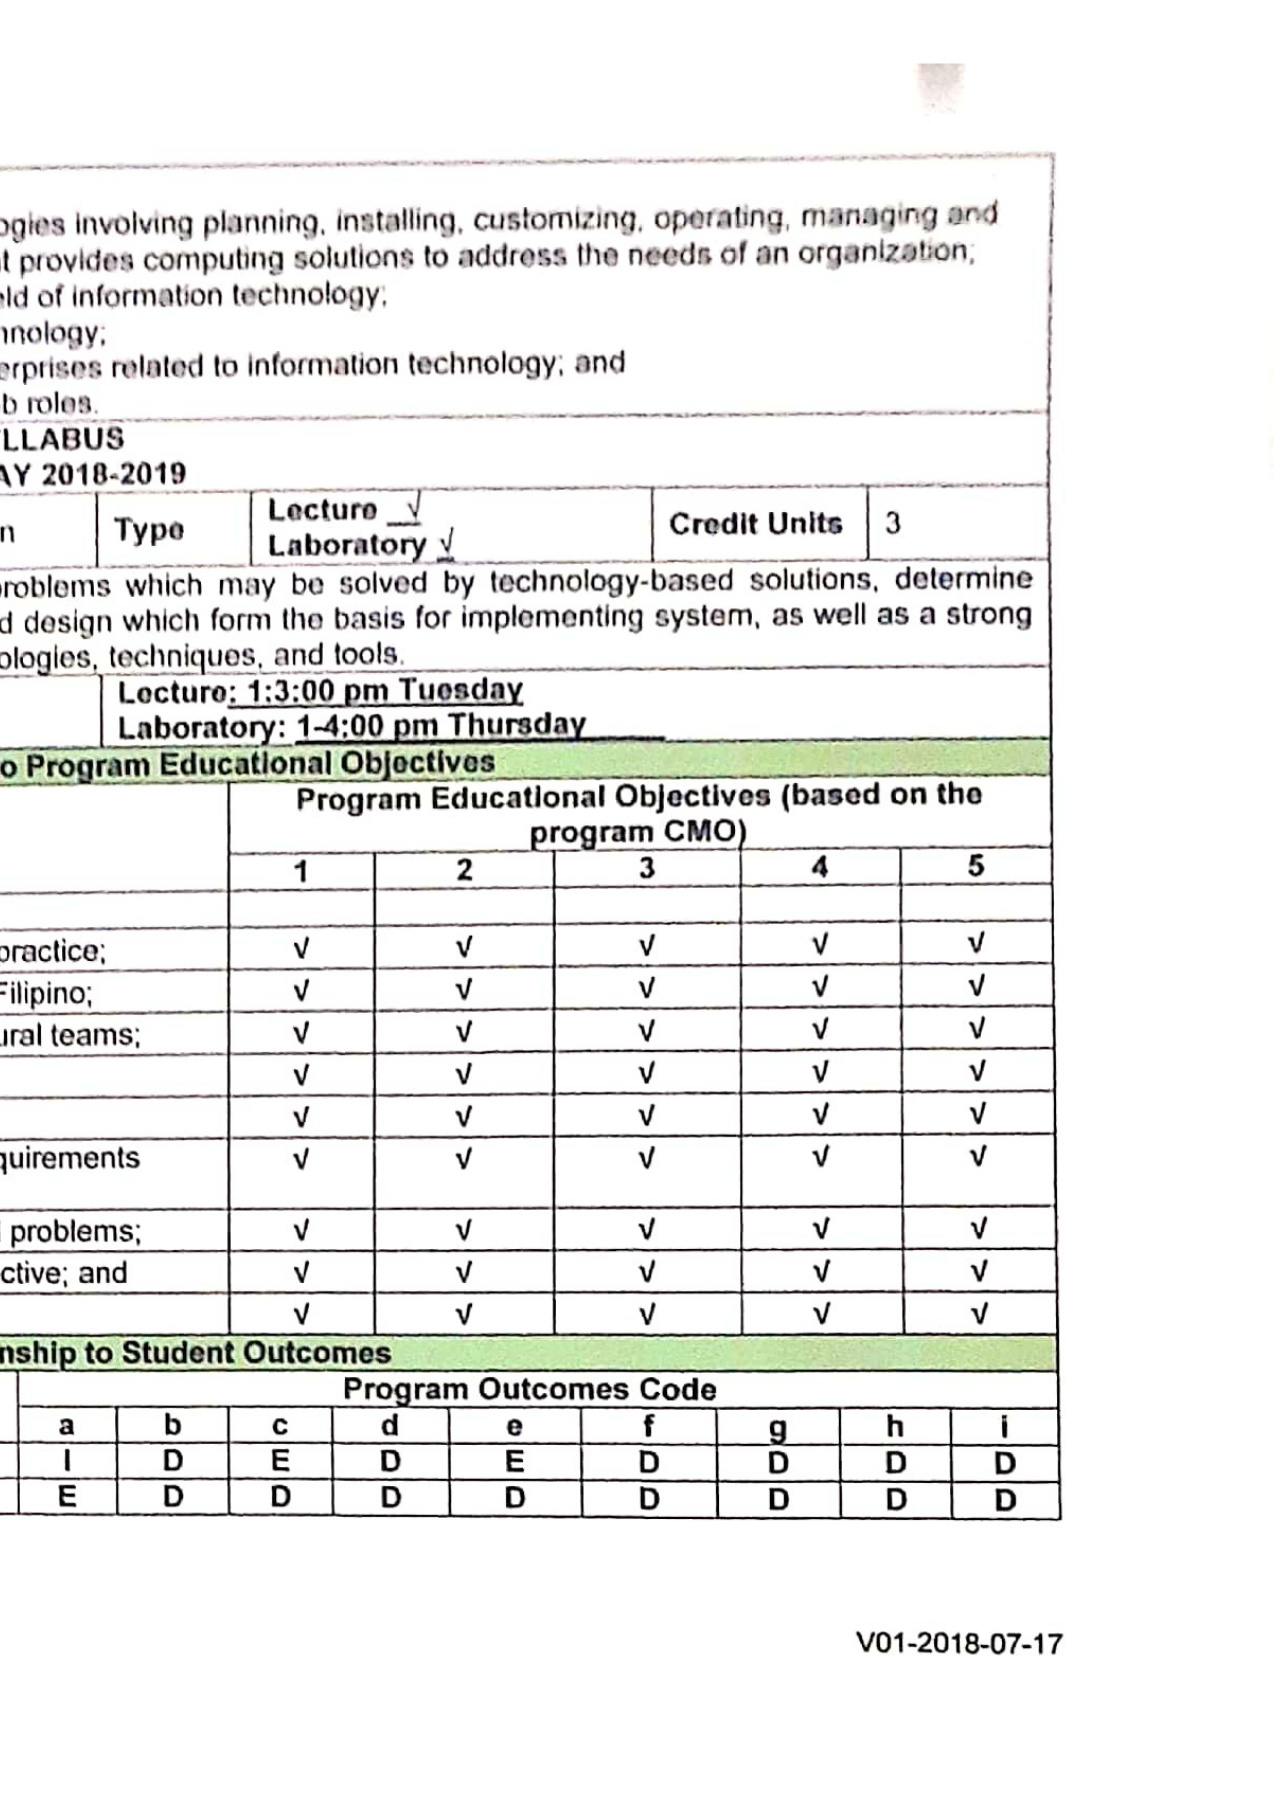 ogies involving planning, installing, customizing, operating, managing and
t provides computing solutions to address the needs of an organization;
eld of information technology;
nnology;
erprises related to information technology; and
b roles.
LLABUS
AY 2018-2019
n Type Lecture √ Credit Units 3
Laboratory √
roblems which may be solved by technology-based solutions, determine
d design which form the basis for implementing system, as well as a strong
ologies, techniques, and tools.
Lecture: 1:3:00 pm Tuesday
Laboratory: 1-4:00 pm Thursday
o Program Educational Objectives
Program Educational Objectives (based on the
program CMO)
1 2 3 4 5
practice; √ √ √ √ √
Filipino; √ √ √ √ √
ural teams; √ √ √ √ √
√ √ √ √ √
√ √ √ √ √
quirements √ √ √ √ √
problems; √ √ √ √ √
ctive; and √ √ √ √ √
√ √ √ √ √
nship to Student Outcomes
Program Outcomes Code
a b c d e f g h i
I D E D E D D D D
E D D D D D D D D
V01-2018-07-17